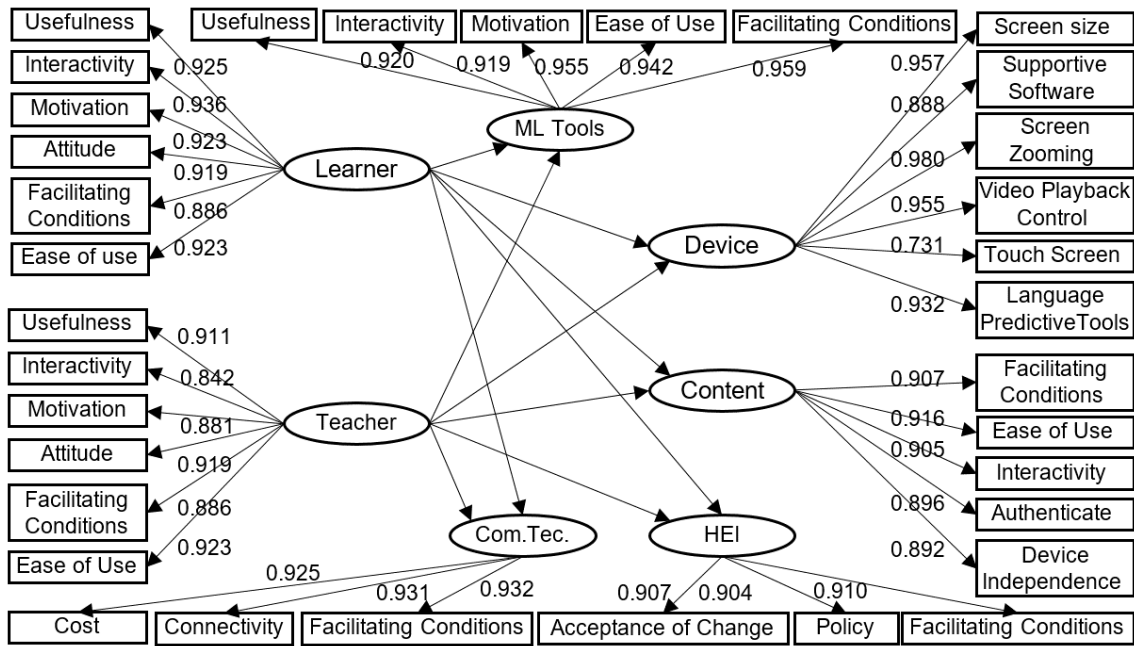 Usefulness
Interactivity
Motivation
Attitude
Facilitating
Conditions
Ease of use
0.925
0.936
0.923
0.919
0.886
0.923
Learner
Usefulness
Interactivity
Motivation
Ease of Use
Facilitating Conditions
0.920
0.919
0.955
0.942
0.959
ML Tools
Screen size
Supportive
Software
Screen
Zooming
Video Playback
Control
Touch Screen
Language
PredictiveTools
0.957
0.888
0.980
0.955
0.731
0.932
Device
Usefulness
Interactivity
Motivation
Attitude
Facilitating
Conditions
Ease of Use
0.911
0.842
0.881
0.919
0.886
0.923
Teacher
Content
0.907
0.916
0.905
0.896
0.892
Facilitating
Conditions
Ease of Use
Interactivity
Authenticate
Device
Independence
Com.Tec.
0.925
0.931
0.932
Cost
Connectivity
Facilitating Conditions
HEI
0.907
0.904
0.910
Acceptance of Change
Policy
Facilitating Conditions